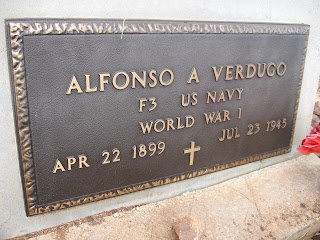 ALFONSO A VERDUGO
F3 US NAVY
WORLD WAR I
APR 22 1899 JUL 23 1945